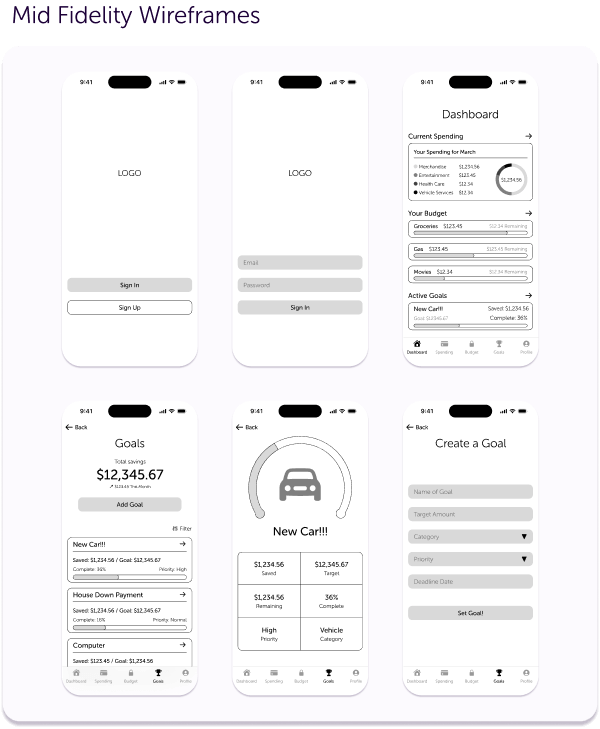 Mid Fidelity Wireframes
9:41
LOGO
Sign In
Sign Up
9:41
LOGO
Email
Password
Sign In
9:41
Dashboard
Current Spending
Your Spending for March
Merchandise $1,234.56
Entertainment $123.45
Health Care $12.34
Vehicle Services $12.34
$1,234.56
Your Budget
Groceries $123.45 $12.34 Remaining
Gas $123.45 $123.45 Remaining
Movies $12.34 $12.34 Remaining
Active Goals
New Car!!! Saved: $1,234.56
Goal: $12345.67 Complete: 36%
Dashboard Spending Budget Goals Profile
9:41
Back
Goals
Total savings
$12,345.67
$123.45 This Month
Add Goal
Filter
New Car!!!
Saved: $1,234.56 / Goal: $12,345.67
Complete: 36% Priority: High
House Down Payment
Saved: $1,234.56 / Goal: $12,345.67
Complete: 18% Priority: Normal
Computer
Saved: $123.45 / Goal: $1,234.56
Dashboard Spending Budget Goals Profile
9:41
Back
New Car!!!
$1,234.56 $12,345.67
Saved Target
$1,234.56 36%
Remaining Complete
High Vehicle
Priority Category
Dashboard Spending Budget Goals Profile
9:41
Back
Create a Goal
Name of Goal
Target Amount
Category
Priority
Deadline Date
Set Goal!
Dashboard Spending Budget Goals Profile